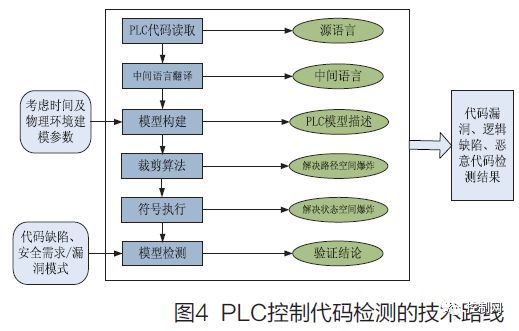 PLC代码读取
源语言
中间语言翻译
中间语言
考虑时间及
物理环境建
模参数
模型构建
PLC模型描述
代码漏
洞、逻辑
缺陷、恶
意代码检
测结果
裁剪算法
解决路径空间爆炸
符号执行
解决状态空间爆炸
代码缺陷、
安全需求/漏
洞模式
模型检测
验证结论
控制网
图4 PLC控制代码检测的技术路线